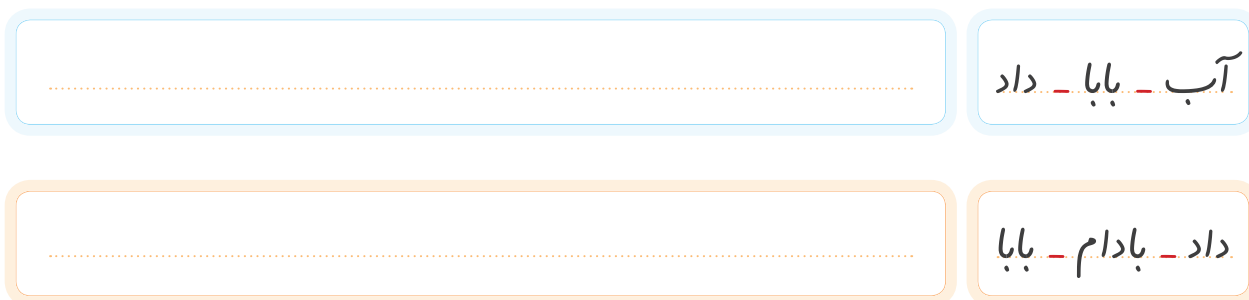 آب - بابا - داد
داد - بادام - بابا